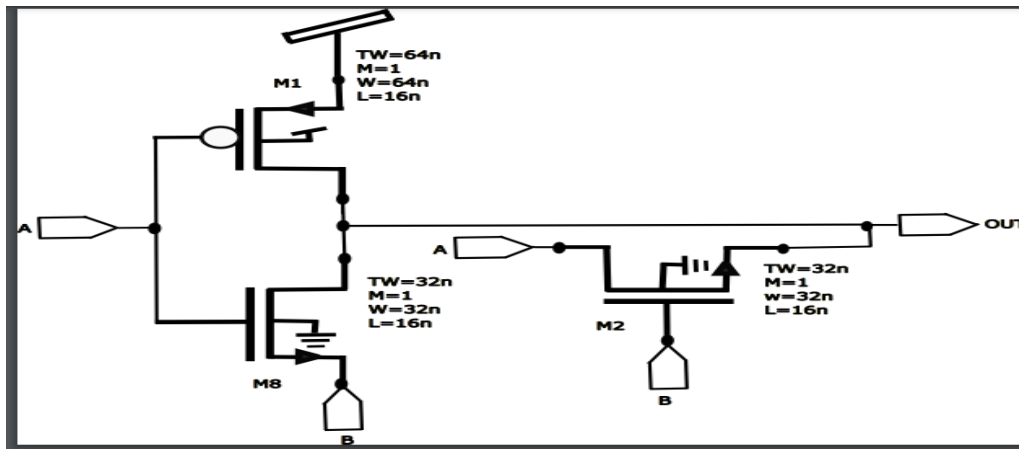 TW=64n
M=1
W=64n
L=16n
M1
A
OUT
A
TW=32n
M=1
W=32n
L=16n
TW=32n
M=1
w=32n
L=16n
M2
M8
B
B